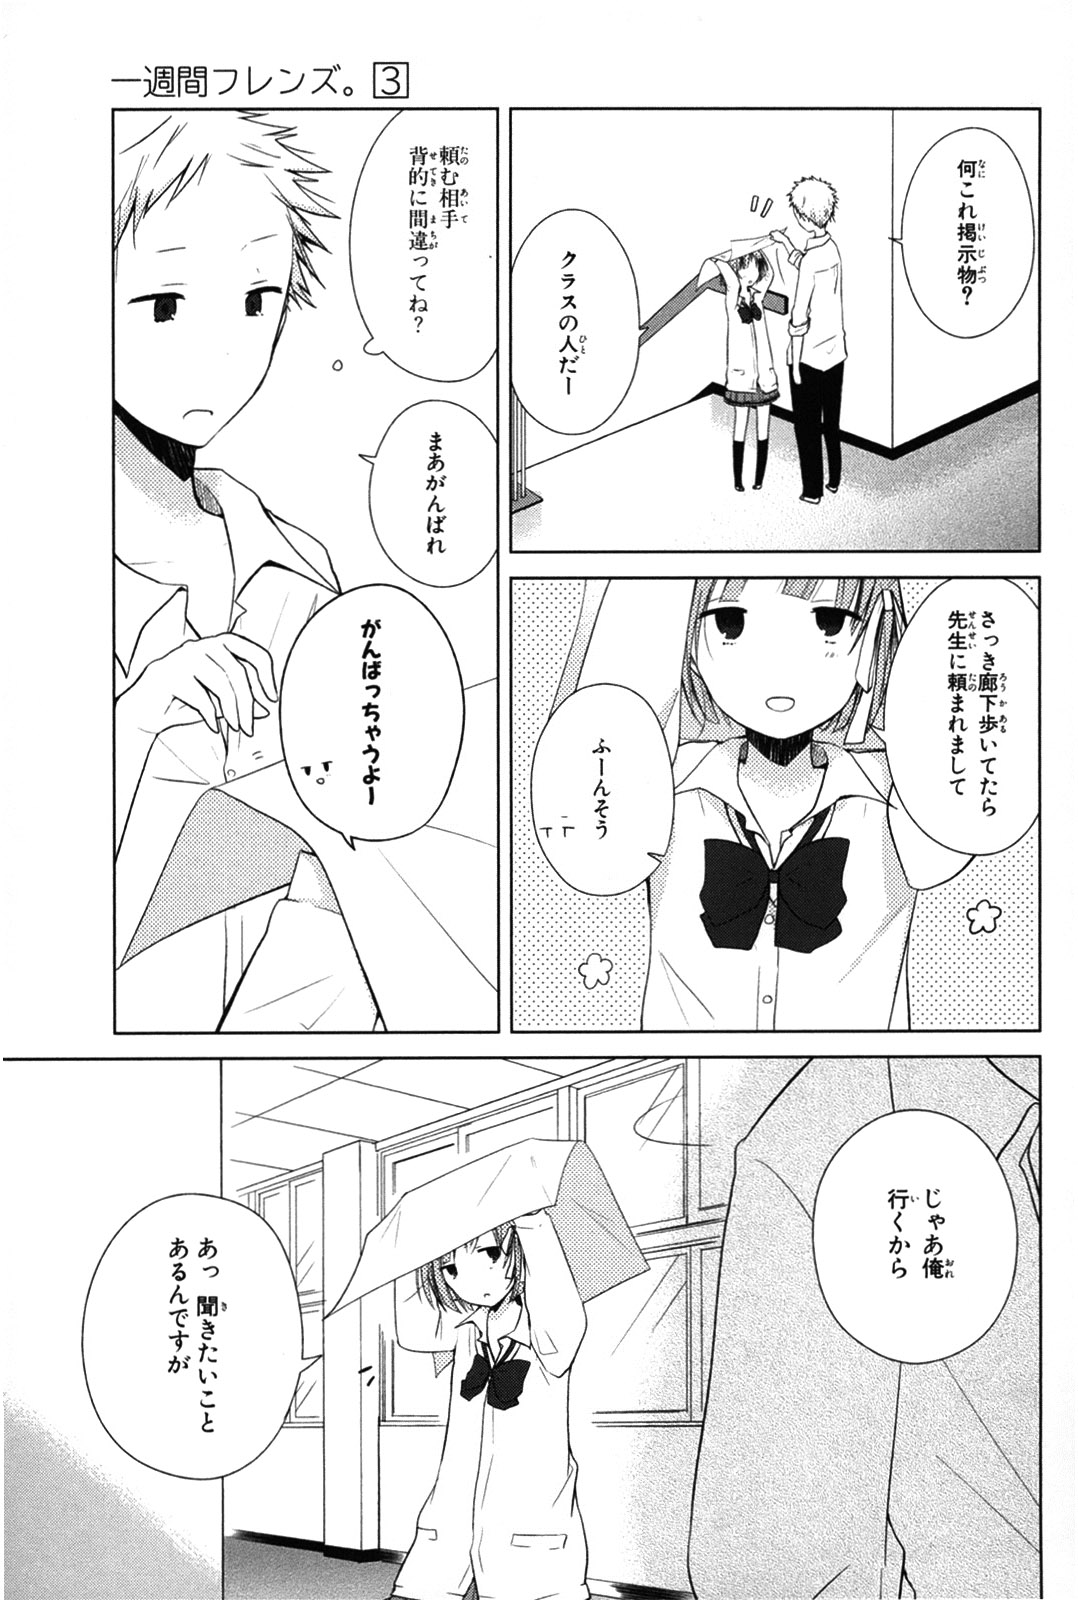 一週間フレンズ。3
何これ掲示物?
クラスの人だー
さっき廊下歩いてたら
先生に頼まれまして
ふーんそう
頼む相手
背的に間違ってね?
まあがんばれ
がんばっちゃうよー
じゃあ俺
行くから
あっ 聞きたいこと
あるんですが